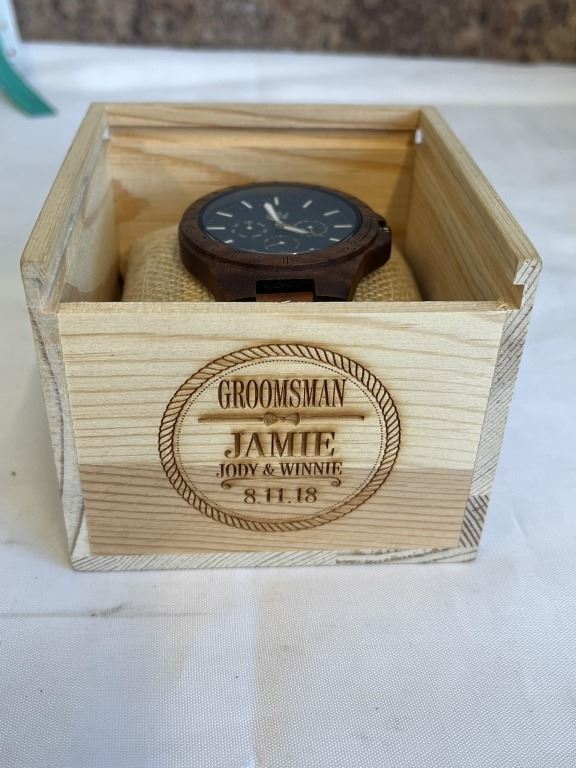 GROOMSMAN
JAMIE
JODY & WINNIE
8.11.18